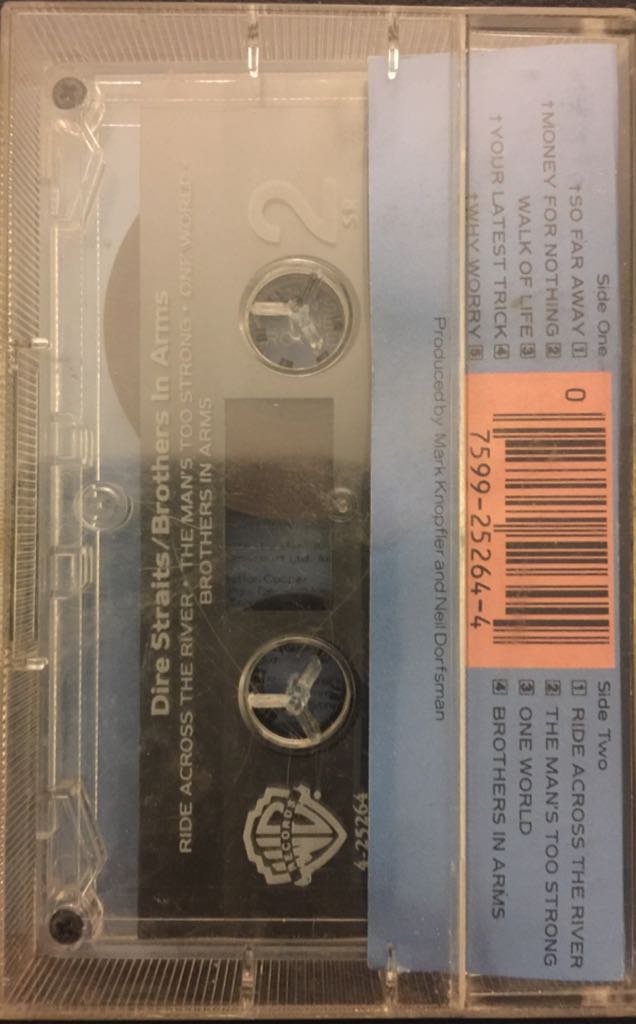 Side One
↑SO FAR AWAY 1
↑MONEY FOR NOTHING 2
WALK OF LIFE 3
↑YOUR LATEST TRICK 4
↑WHY WORRY 5
0
7599-25264-4
Side Two
1 RIDE ACROSS THE RIVER
2 THE MAN'S TOO STRONG
3 ONE WORLD
4 BROTHERS IN ARMS
Produced by Mark Knopfler and Neil Dorfsman
2
SR
Dire Straits/Brothers In Arms
RIDE ACROSS THE RIVER • THE MAN'S TOO STRONG • ONE WORLD
BROTHERS IN ARMS
RECORDS
4-25264